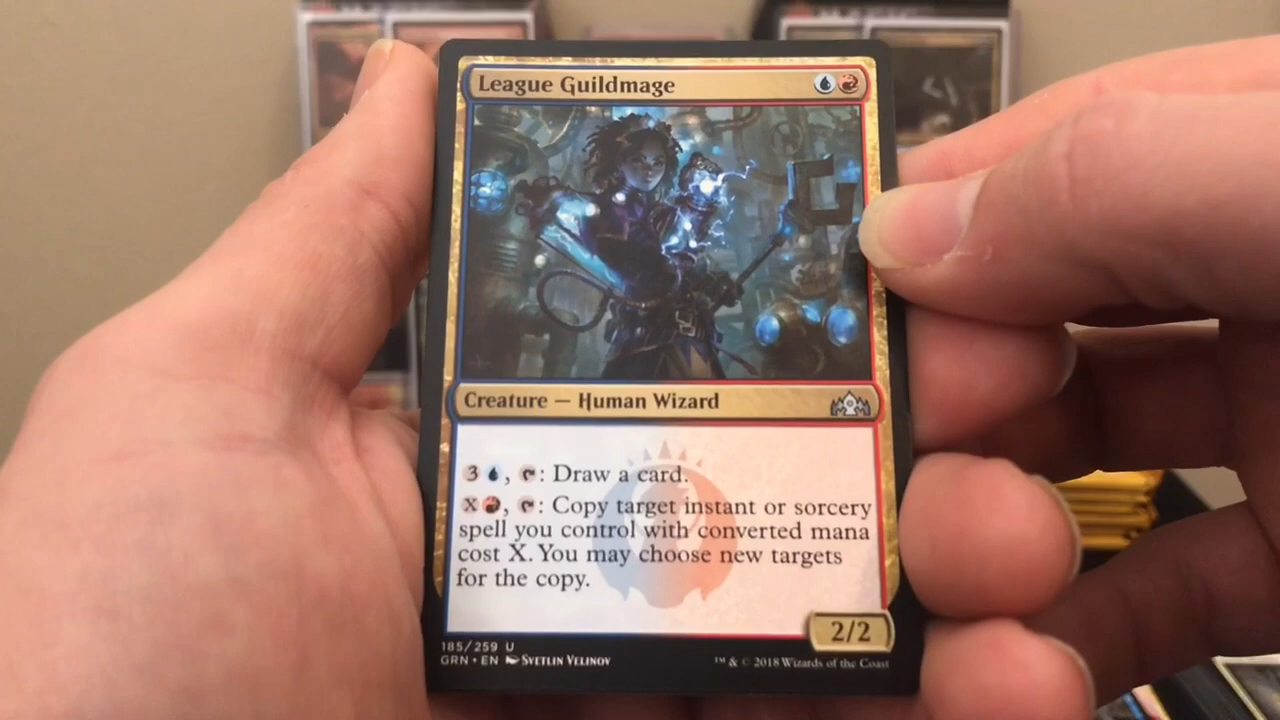 League Guildmage
Creature — Human Wizard
3 , : Draw a card.
X , : Copy target instant or sorcery
spell you control with converted mana
cost X. You may choose new targets
for the copy.
2/2
185/259 U
GRN • EN Svetlin Velinov
™ & © 2018 Wizards of the Coast